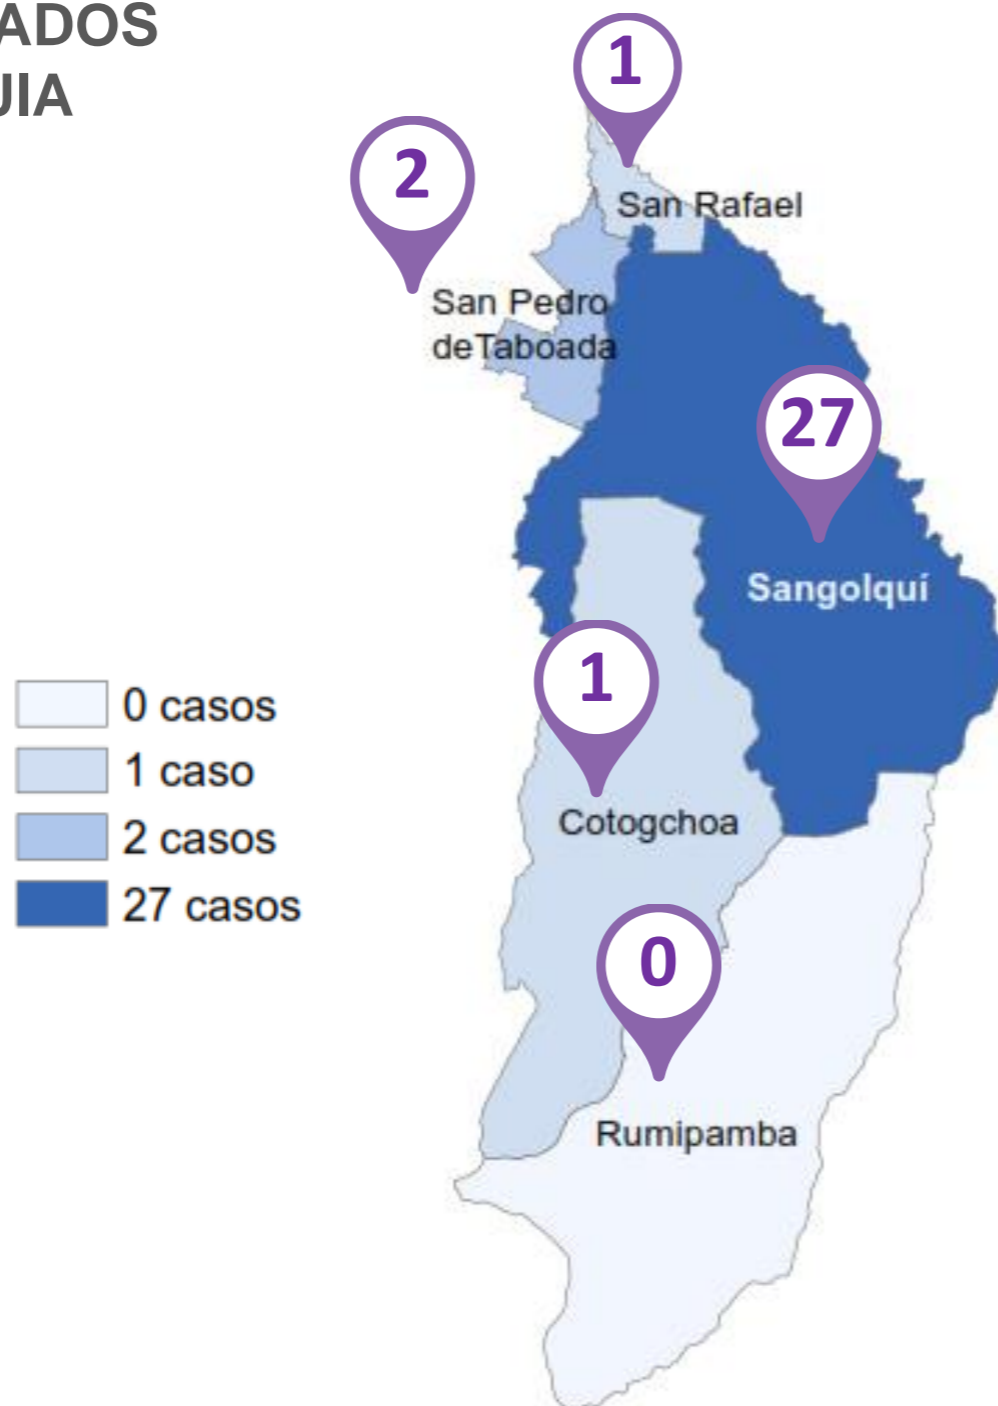 ADOS
UIA
1
2
San Rafael
San Pedro
deTaboada
27
Sangolquí
1
0 casos
1 caso
2 casos
27 casos
Cotogchoa
0
Rumipamba